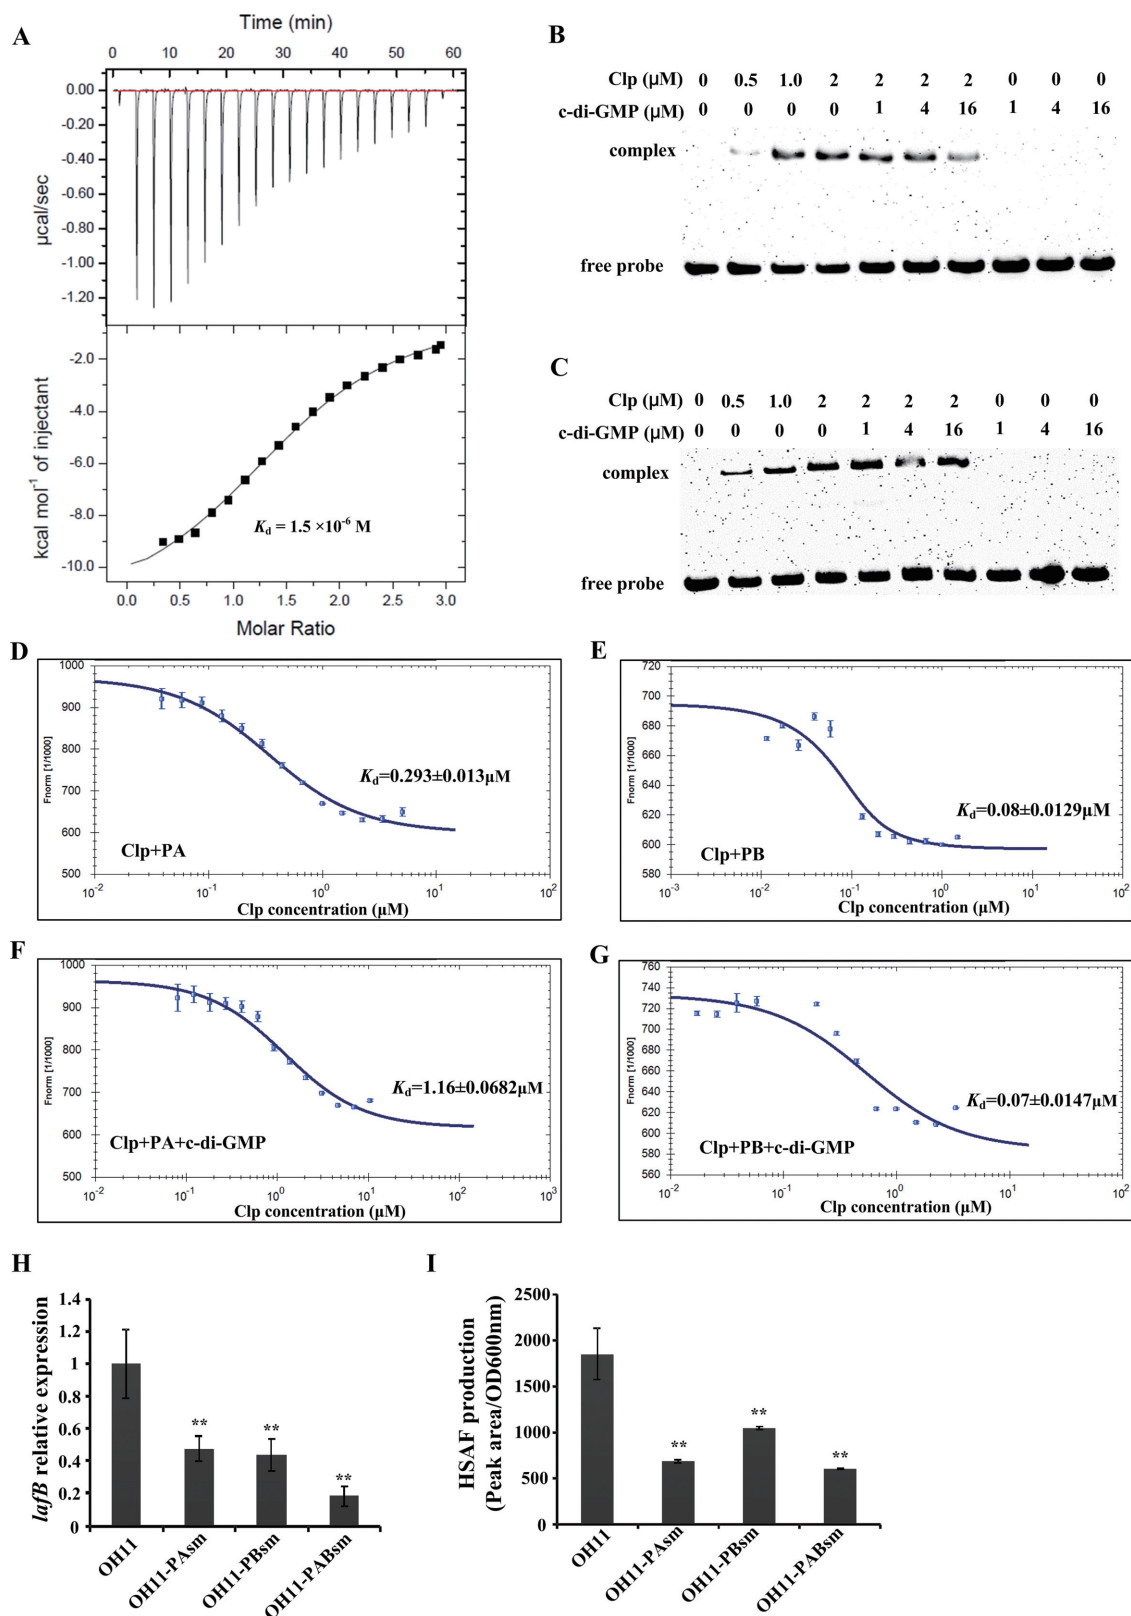 A
Time (min)
0 10 20 30 40 50 60
0.00
-0.20
-0.40
-0.60
-0.80
-1.00
-1.20
µcal/sec
-2.0
-4.0
-6.0
-8.0
-10.0
kcal mol⁻¹ of injectant
Kd = 1.5 ×10⁻⁶ M
0.0 0.5 1.0 1.5 2.0 2.5 3.0
Molar Ratio
B
Clp (µM) 0 0.5 1.0 2 2 2 2 0 0 0
c-di-GMP (µM) 0 0 0 0 1 4 16 1 4 16
complex
free probe
C
Clp (µM) 0 0.5 1.0 2 2 2 2 0 0 0
c-di-GMP (µM) 0 0 0 0 1 4 16 1 4 16
complex
free probe
D
1000
900
800
700
600
500
Fnorm [1/1000]
Kd=0.293±0.013µM
Clp+PA
10⁻² 10⁻¹ 10⁰ 10¹ 10²
Clp concentration (µM)
E
720
700
680
660
640
620
600
580
Fnorm [1/1000]
Kd=0.08±0.0129µM
Clp+PB
10⁻³ 10⁻² 10⁻¹ 10⁰ 10¹ 10²
Clp concentration (µM)
F
1000
900
800
700
600
500
Fnorm [1/1000]
Kd=1.16±0.0682µM
Clp+PA+c-di-GMP
10⁻² 10⁻¹ 10⁰ 10¹ 10² 10³
Clp concentration (µM)
G
760
740
720
700
680
660
640
620
600
580
560
Fnorm [1/1000]
Kd=0.07±0.0147µM
Clp+PB+c-di-GMP
10⁻² 10⁻¹ 10⁰ 10¹ 10²
Clp concentration (µM)
H
1.4
1.2
1
0.8
0.6
0.4
0.2
0
lafB relative expression
**
**
**
OH11
OH11-PAsm
OH11-PBsm
OH11-PABsm
I
2500
2000
1500
1000
500
0
HSAF production
(Peak area/OD600nm)
**
**
**
OH11
OH11-PAsm
OH11-PBsm
OH11-PABsm